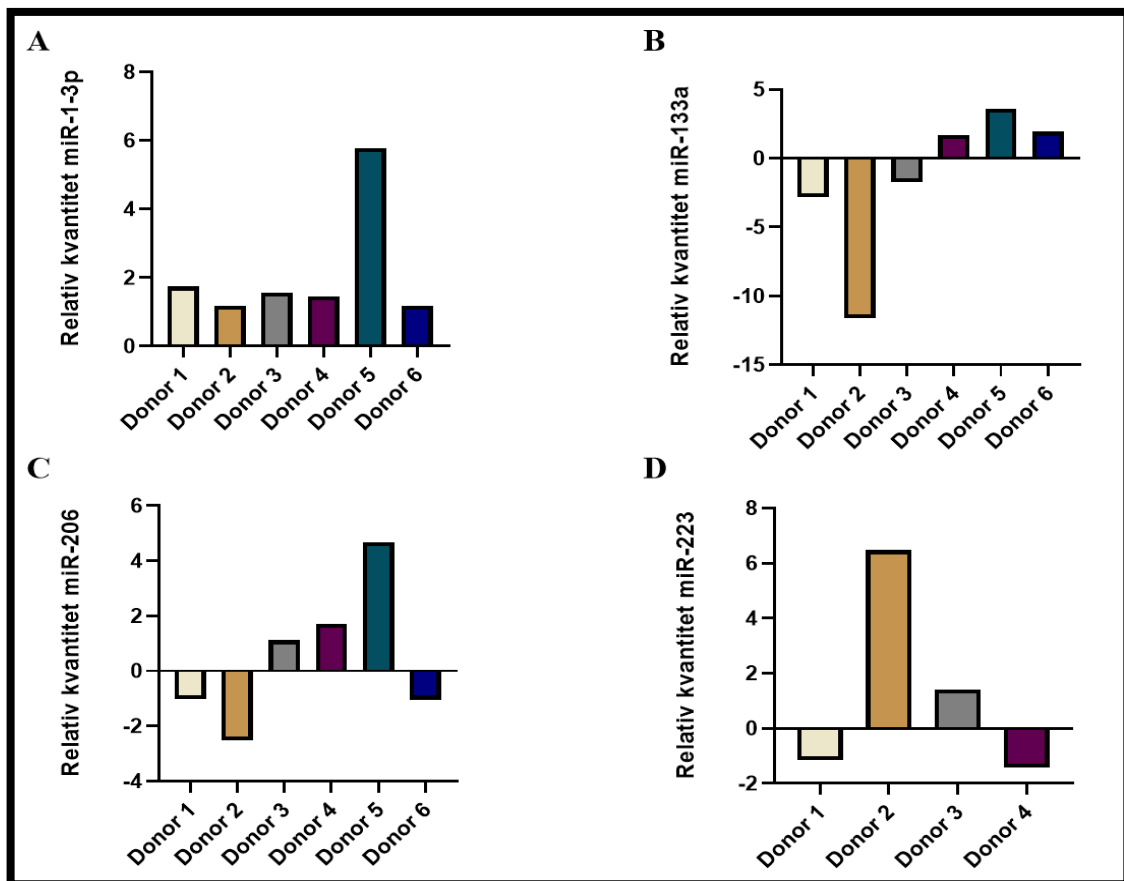 A
Relativ kvantitet miR-1-3p
8
6
4
2
0
Donor 1
Donor 2
Donor 3
Donor 4
Donor 5
Donor 6
B
Relativ kvantitet miR-133a
5
0
-5
-10
-15
Donor 1
Donor 2
Donor 3
Donor 4
Donor 5
Donor 6
C
Relativ kvantitet miR-206
6
4
2
0
-2
-4
Donor 1
Donor 2
Donor 3
Donor 4
Donor 5
Donor 6
D
Relativ kvantitet miR-223
8
6
4
2
0
-2
Donor 1
Donor 2
Donor 3
Donor 4